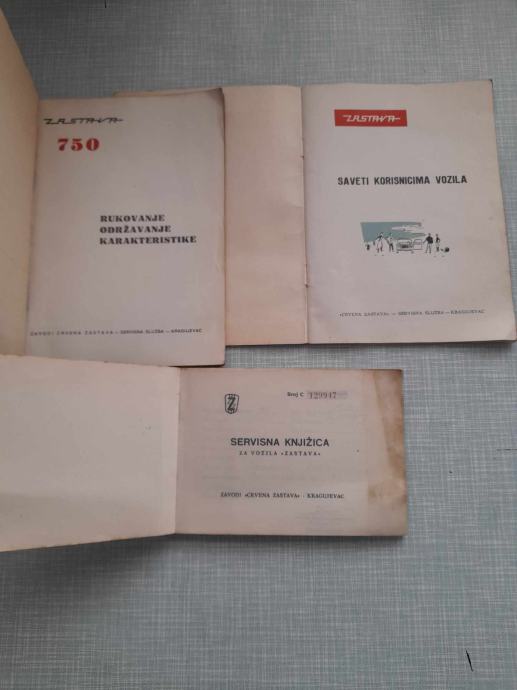 ZASTAVA
750
RUKOVANJE
ODRŽAVANJE
KARAKTERISTIKE
ZAVODI CRVENA ZASTAVA — SERVISNA SLUŽBA — KRAGUJEVAC
ZASTAVA
SAVETI KORISNICIMA VOZILA
»CRVENA ZASTAVA« — SERVISNA SLUŽBA — KRAGUJEVAC
Broj C 129947
SERVISNA KNJIŽICA
ZA VOZILA »ZASTAVA«
ZAVODI »CRVENA ZASTAVA« - KRAGUJEVAC